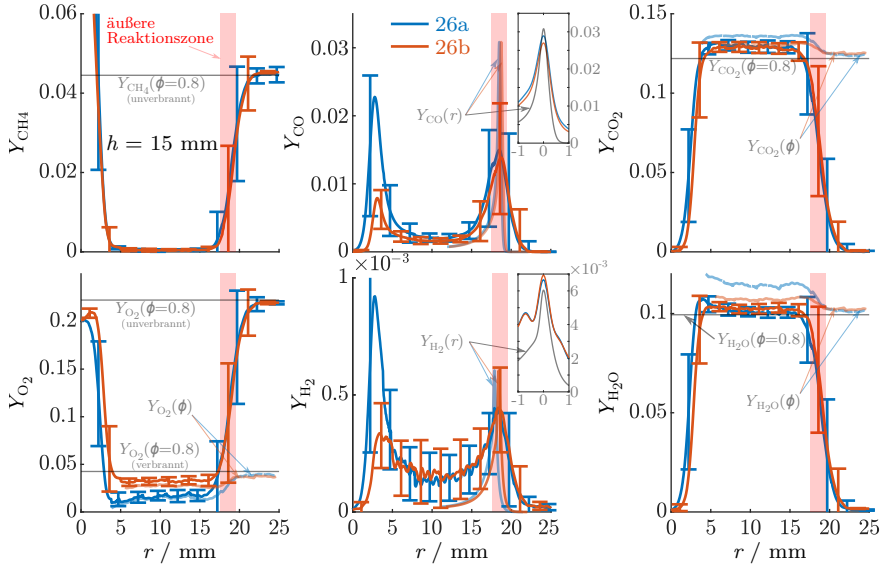 äußere
Reaktionszone
Y_CH4(ϕ=0.8)
(unverbrannt)
h = 15 mm
Y_CH4
0.06
0.04
0.02
0
26a
26b
Y_CO(r)
Y_CO
0.03
0.02
0.01
0
0.03
0.02
0.01
0
-1 0 1
Y_CO2(ϕ=0.8)
Y_CO2(ϕ)
Y_CO2
0.15
0.1
0.05
0
Y_O2(ϕ=0.8)
(unverbrannt)
Y_O2(ϕ)
Y_O2(ϕ=0.8)
(verbrannt)
Y_O2
0.2
0.15
0.1
0.05
0
0 5 10 15 20 25
r / mm
×10⁻³
Y_H2(r)
Y_H2
1
0.5
0
0 5 10 15 20 25
r / mm
×10⁻³
6
4
2
0
-1 0 1
Y_H2O(ϕ=0.8)
Y_H2O(ϕ)
Y_H2O
0.1
0.05
0
0 5 10 15 20 25
r / mm